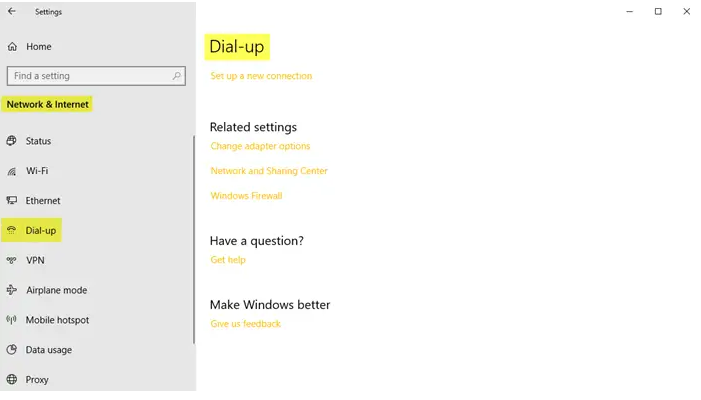 Settings
Home
Find a setting
Network & Internet
Status
Wi-Fi
Ethernet
Dial-up
VPN
Airplane mode
Mobile hotspot
Data usage
Proxy
Dial-up
Set up a new connection
Related settings
Change adapter options
Network and Sharing Center
Windows Firewall
Have a question?
Get help
Make Windows better
Give us feedback